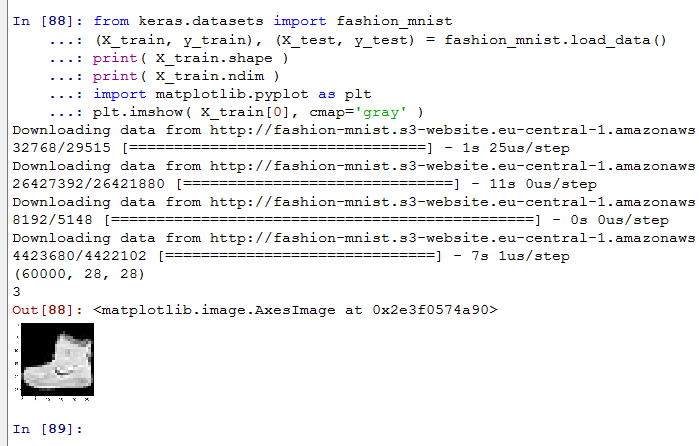 In [88]: from keras.datasets import fashion_mnist
    ...: (X_train, y_train), (X_test, y_test) = fashion_mnist.load_data()
    ...: print( X_train.shape )
    ...: print( X_train.ndim )
    ...: import matplotlib.pyplot as plt
    ...: plt.imshow( X_train[0], cmap='gray' )
Downloading data from http://fashion-mnist.s3-website.eu-central-1.amazonaws
32768/29515 [=================================] - 1s 25us/step
Downloading data from http://fashion-mnist.s3-website.eu-central-1.amazonaws
26427392/26421880 [==============================] - 11s 0us/step
Downloading data from http://fashion-mnist.s3-website.eu-central-1.amazonaws
8192/5148 [===============================================] - 0s 0us/step
Downloading data from http://fashion-mnist.s3-website.eu-central-1.amazonaws
4423680/4422102 [==============================] - 7s 1us/step
(60000, 28, 28)
3
Out[88]: <matplotlib.image.AxesImage at 0x2e3f0574a90>
In [89]: